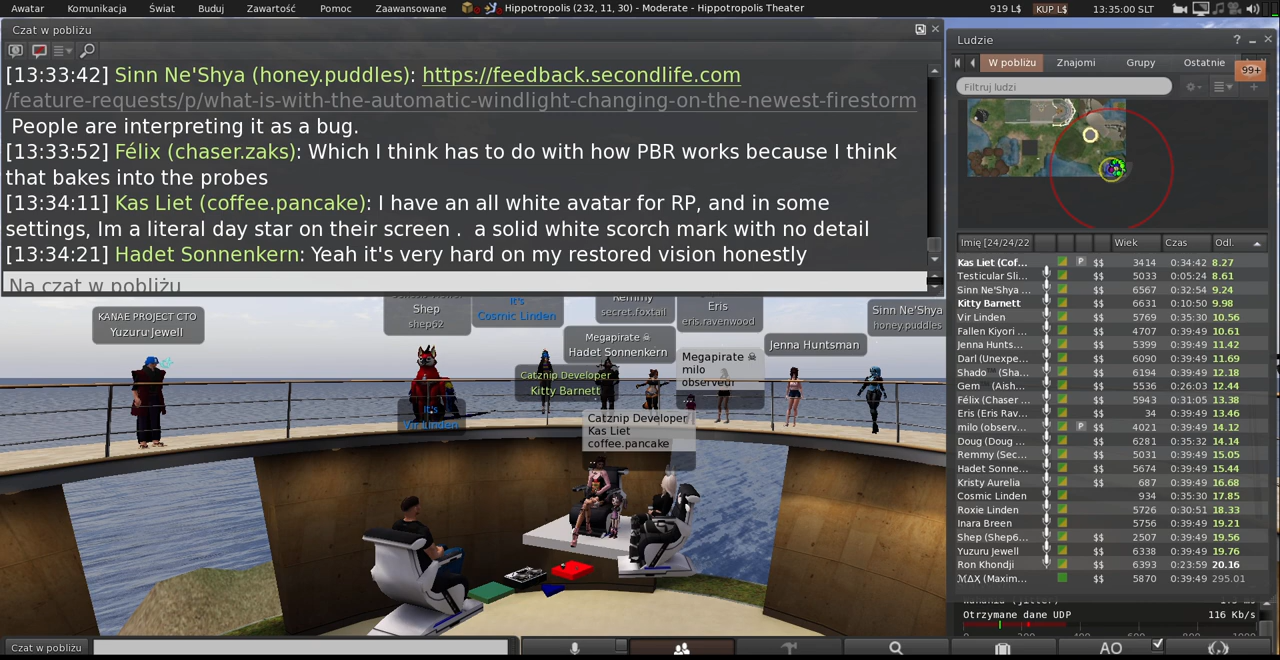 Awatar Komunikacja Świat Buduj Zawartość Pomoc Zaawansowane Hippotropolis (232, 11, 30) - Moderate - Hippotropolis Theater 919 L$ KUP L$ 13:35:00 SLT
Czat w pobliżu
[13:33:42] Sinn Ne'Shya (honey.puddles): https://feedback.secondlife.com
/feature-requests/p/what-is-with-the-automatic-windlight-changing-on-the-newest-firestorm
People are interpreting it as a bug.
[13:33:52] Félix (chaser.zaks): Which I think has to do with how PBR works because I think
that bakes into the probes
[13:34:11] Kas Liet (coffee.pancake): I have an all white avatar for RP, and in some
settings, Im a literal day star on their screen . a solid white scorch mark with no detail
[13:34:21] Hadet Sonnenkern: Yeah it's very hard on my restored vision honestly
Na czat w pobliżu
KANAE PROJECT CTO
Yuzuru Jewell
Shep
shep62
It's
Cosmic Linden
Remmy
secret.foxtail
Eris
eris.ravenwood
Sinn Ne'Shya
honey.puddles
Megapirate ☠
Hadet Sonnenkern
Jenna Huntsman
Megapirate ☠
milo
observeur
Catznip Developer
Kitty Barnett
It's
Vir Linden
Catznip Developer
Kas Liet
coffee.pancake
Czat w pobliżu
Ludzie
? _ ×
W pobliżu Znajomi Grupy Ostatnie
99+
Filtruj ludzi
Imię [24/24/22 Wiek Czas Odl.
Kas Liet (Cof... P $$ 3414 0:34:42 8.27
Testicular Sli... $$ 5033 0:05:24 8.61
Sinn Ne'Shya ... $$ 6567 0:32:54 9.24
Kitty Barnett $$ 6631 0:10:50 9.98
Vir Linden $$ 5769 0:35:30 10.56
Fallen Kiyori ... $$ 4707 0:39:49 10.61
Jenna Hunts... $$ 5399 0:39:49 11.42
Darl (Unexpe... $$ 6090 0:39:49 11.69
Shado™ (Sha... $$ 6194 0:39:49 12.18
Gem™ (Aish... $$ 5536 0:26:03 12.44
Félix (Chaser ... $$ 5943 0:31:05 13.38
Eris (Eris Rav... $$ 34 0:39:49 13.46
milo (observ... P $$ 4021 0:39:49 14.12
Doug (Doug ... $$ 6281 0:35:32 14.14
Remmy (Sec... $$ 5031 0:39:49 15.05
Hadet Sonne... $$ 5674 0:39:49 15.44
Kristy Aurelia $$ 687 0:39:49 16.68
Cosmic Linden 934 0:35:30 17.85
Roxie Linden 5726 0:30:51 18.33
Inara Breen 5756 0:39:49 19.21
Shep (Shep6... $$ 2507 0:39:49 19.56
Yuzuru Jewell $$ 6338 0:39:49 19.76
Ron Khondji $$ 6393 0:23:59 20.16
ℳΔҲ (Maxim... $$ 5870 0:39:49 295.01
Otrzymane dane UDP 116 Kb/s
AO